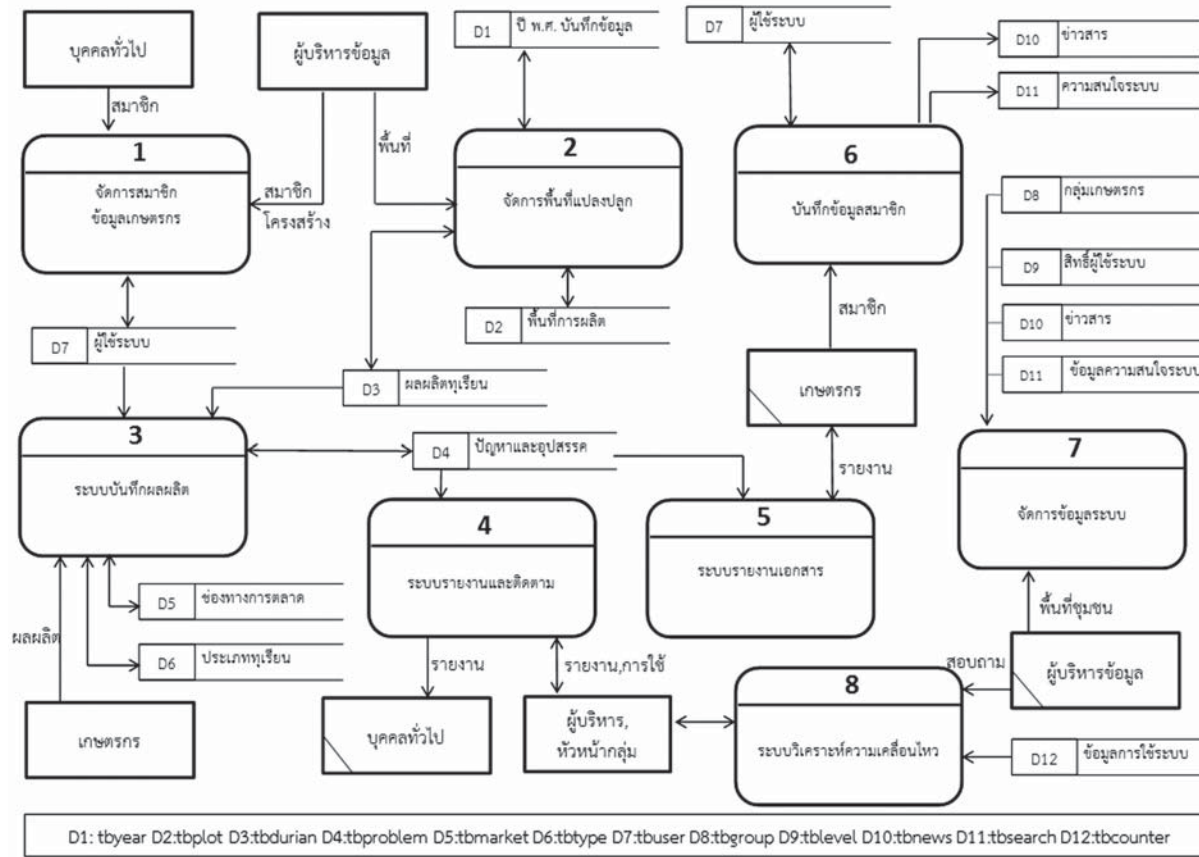 บุคคลทั่วไป
ผู้บริหารข้อมูล
D1 ปี พ.ศ. บันทึกข้อมูล
D7 ผู้ใช้ระบบ
D10 ข่าวสาร
D11 ความสนใจระบบ
สมาชิก
พื้นที่
1
จัดการสมาชิก
ข้อมูลเกษตรกร
สมาชิก
โครงสร้าง
2
จัดการพื้นที่แปลงปลูก
6
บันทึกข้อมูลสมาชิก
D8 กลุ่มเกษตรกร
D9 สิทธิ์ผู้ใช้ระบบ
D10 ข่าวสาร
D11 ข้อมูลความสนใจระบบ
D7 ผู้ใช้ระบบ
D2 พื้นที่การผลิต
สมาชิก
D3 ผลผลิตทุเรียน
เกษตรกร
3
ระบบบันทึกผลผลิต
D4 ปัญหาและอุปสรรค
รายงาน
7
จัดการข้อมูลระบบ
4
ระบบรายงานและติดตาม
5
ระบบรายงานเอกสาร
D5 ช่องทางการตลาด
ผลผลิต
D6 ประเภททุเรียน
รายงาน
รายงาน,การใช้
พื้นที่ชุมชน
สอบถาม
ผู้บริหารข้อมูล
เกษตรกร
บุคคลทั่วไป
ผู้บริหาร,
หัวหน้ากลุ่ม
8
ระบบวิเคราะห์ความเคลื่อนไหว
D12 ข้อมูลการใช้ระบบ
D1: tbyear D2:tbplot D3:tbdurian D4:tbproblem D5:tbmarket D6:tbtype D7:tbuser D8:tbgroup D9:tblevel D10:tbnews D11:tbsearch D12:tbcounter